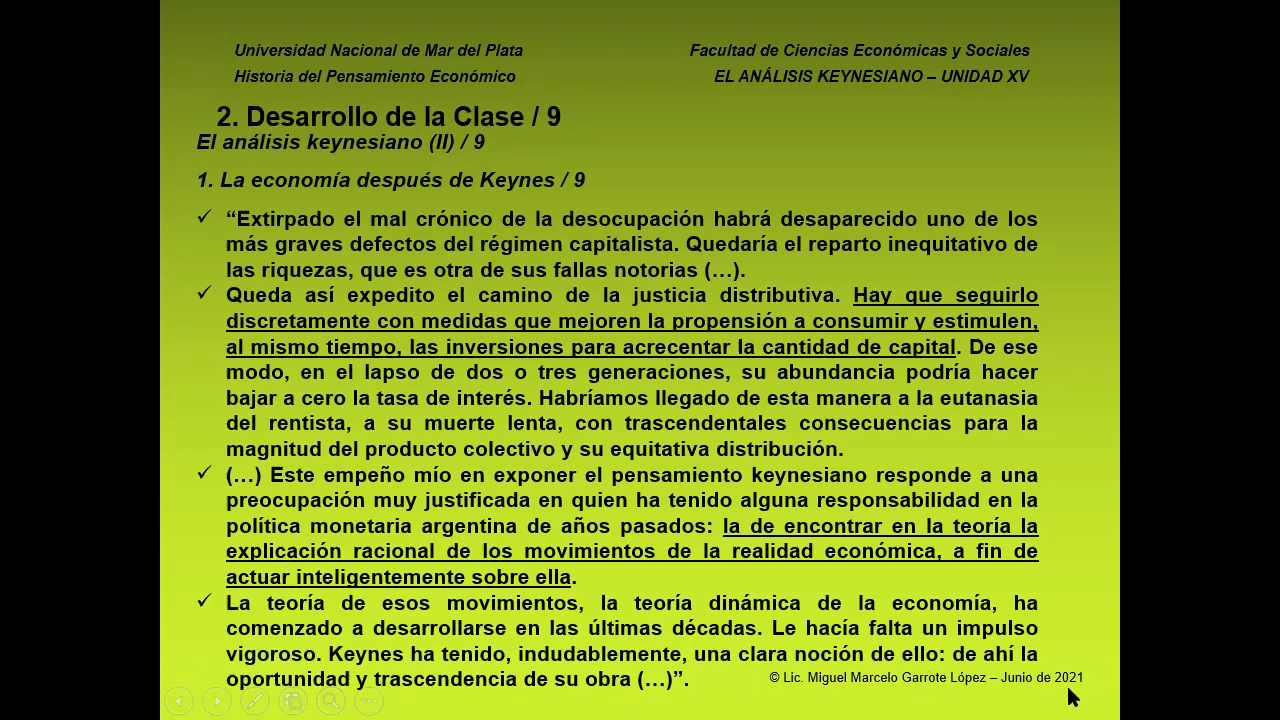 Universidad Nacional de Mar del Plata
Facultad de Ciencias Económicas y Sociales
Historia del Pensamiento Económico
EL ANÁLISIS KEYNESIANO – UNIDAD XV
2. Desarrollo de la Clase / 9
El análisis keynesiano (II) / 9
1. La economía después de Keynes / 9
✓ “Extirpado el mal crónico de la desocupación habrá desaparecido uno de los
más graves defectos del régimen capitalista. Quedaría el reparto inequitativo de
las riquezas, que es otra de sus fallas notorias (…).
✓ Queda así expedito el camino de la justicia distributiva. Hay que seguirlo
discretamente con medidas que mejoren la propensión a consumir y estimulen,
al mismo tiempo, las inversiones para acrecentar la cantidad de capital. De ese
modo, en el lapso de dos o tres generaciones, su abundancia podría hacer
bajar a cero la tasa de interés. Habríamos llegado de esta manera a la eutanasia
del rentista, a su muerte lenta, con trascendentales consecuencias para la
magnitud del producto colectivo y su equitativa distribución.
✓ (…) Este empeño mío en exponer el pensamiento keynesiano responde a una
preocupación muy justificada en quien ha tenido alguna responsabilidad en la
política monetaria argentina de años pasados: la de encontrar en la teoría la
explicación racional de los movimientos de la realidad económica, a fin de
actuar inteligentemente sobre ella.
✓ La teoría de esos movimientos, la teoría dinámica de la economía, ha
comenzado a desarrollarse en las últimas décadas. Le hacía falta un impulso
vigoroso. Keynes ha tenido, indudablemente, una clara noción de ello: de ahí la
oportunidad y trascendencia de su obra (…)”.
© Lic. Miguel Marcelo Garrote López – Junio de 2021